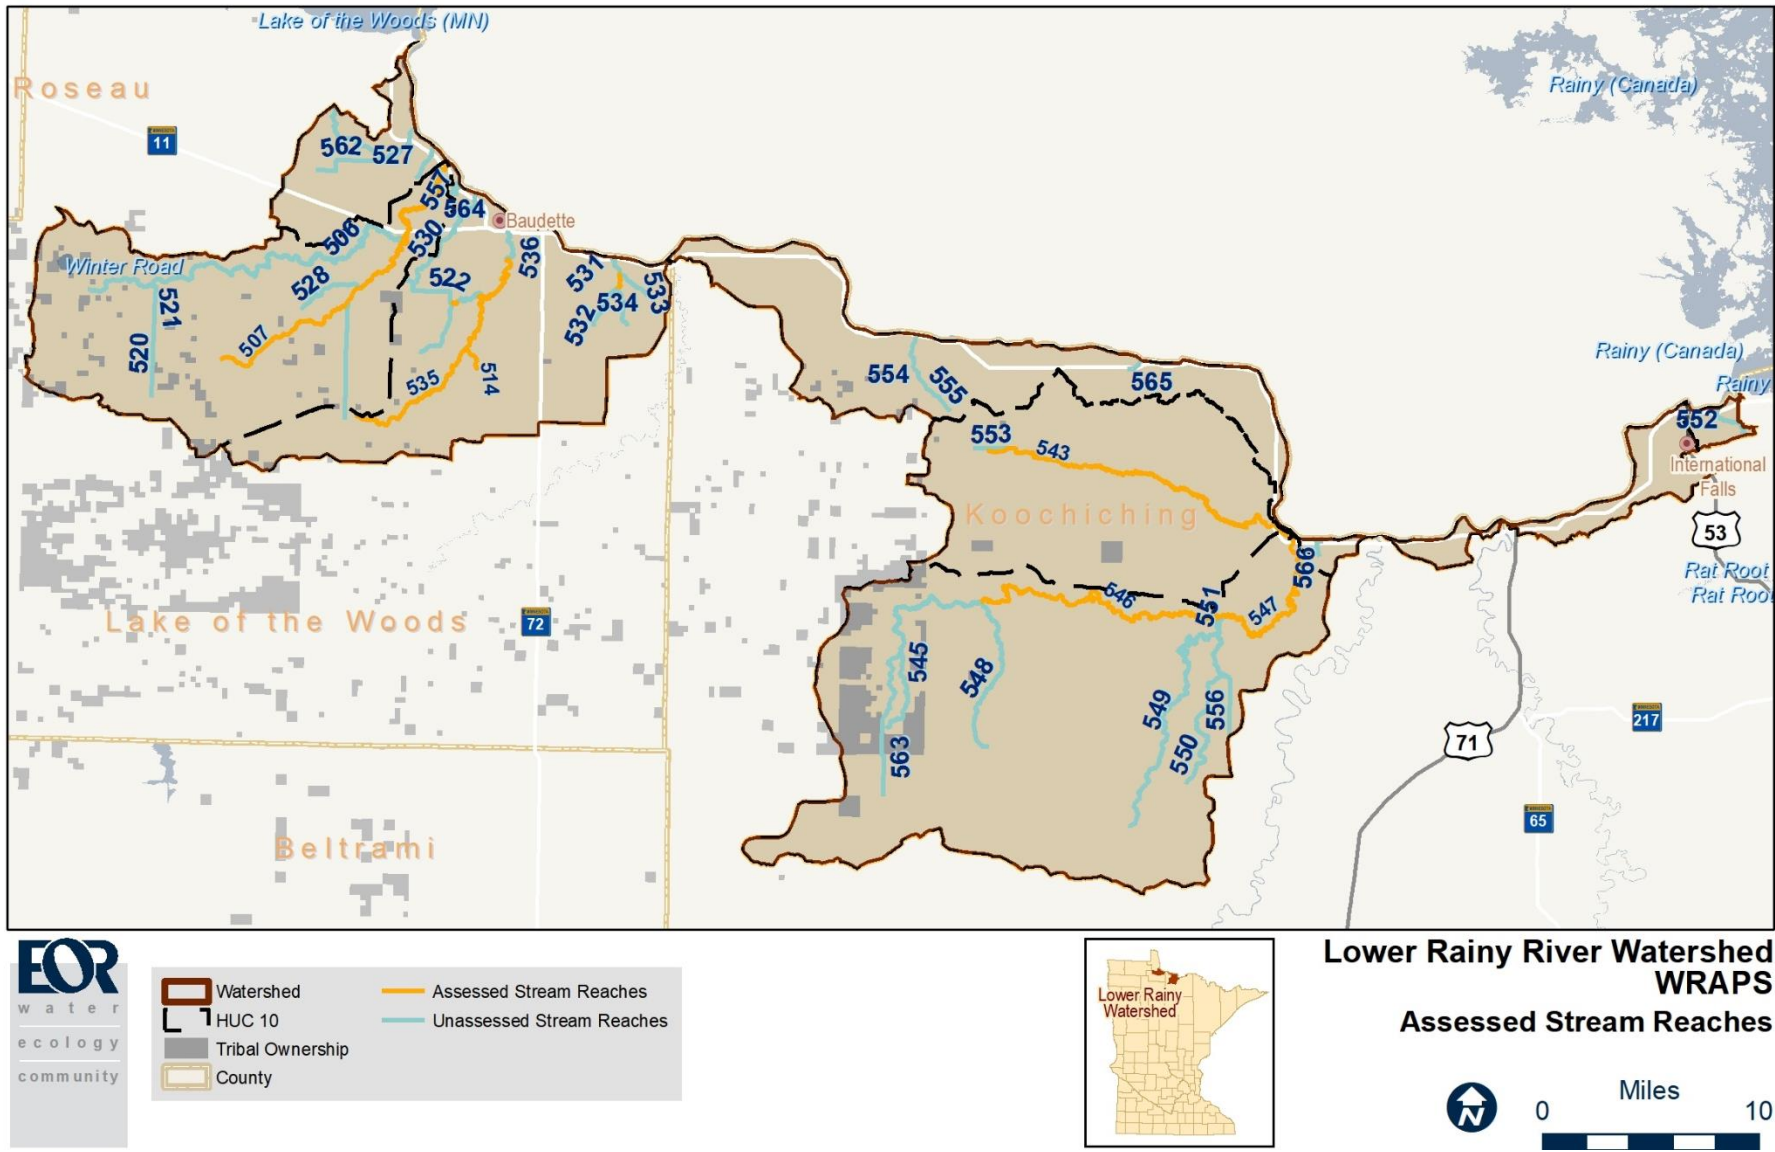 Lake of the Woods (MN)
Roseau
Rainy (Canada)
11
562
527
557
564
Baudette
506
530
536
Winter Road
528
522
531
533
534
521
532
520
507
535
514
554
555
565
Rainy (Canada)
Rainy
552
553
543
International
Falls
Koochiching
53
566
Rat Root
Rat Root
546
551
547
Lake of the Woods
72
545
548
549
556
217
71
563
550
65
Beltrami
EOR
water
ecology
community
Watershed
HUC 10
Tribal Ownership
County
Assessed Stream Reaches
Unassessed Stream Reaches
Lower Rainy
Watershed
Lower Rainy River Watershed
WRAPS
Assessed Stream Reaches
N
Miles
0 10